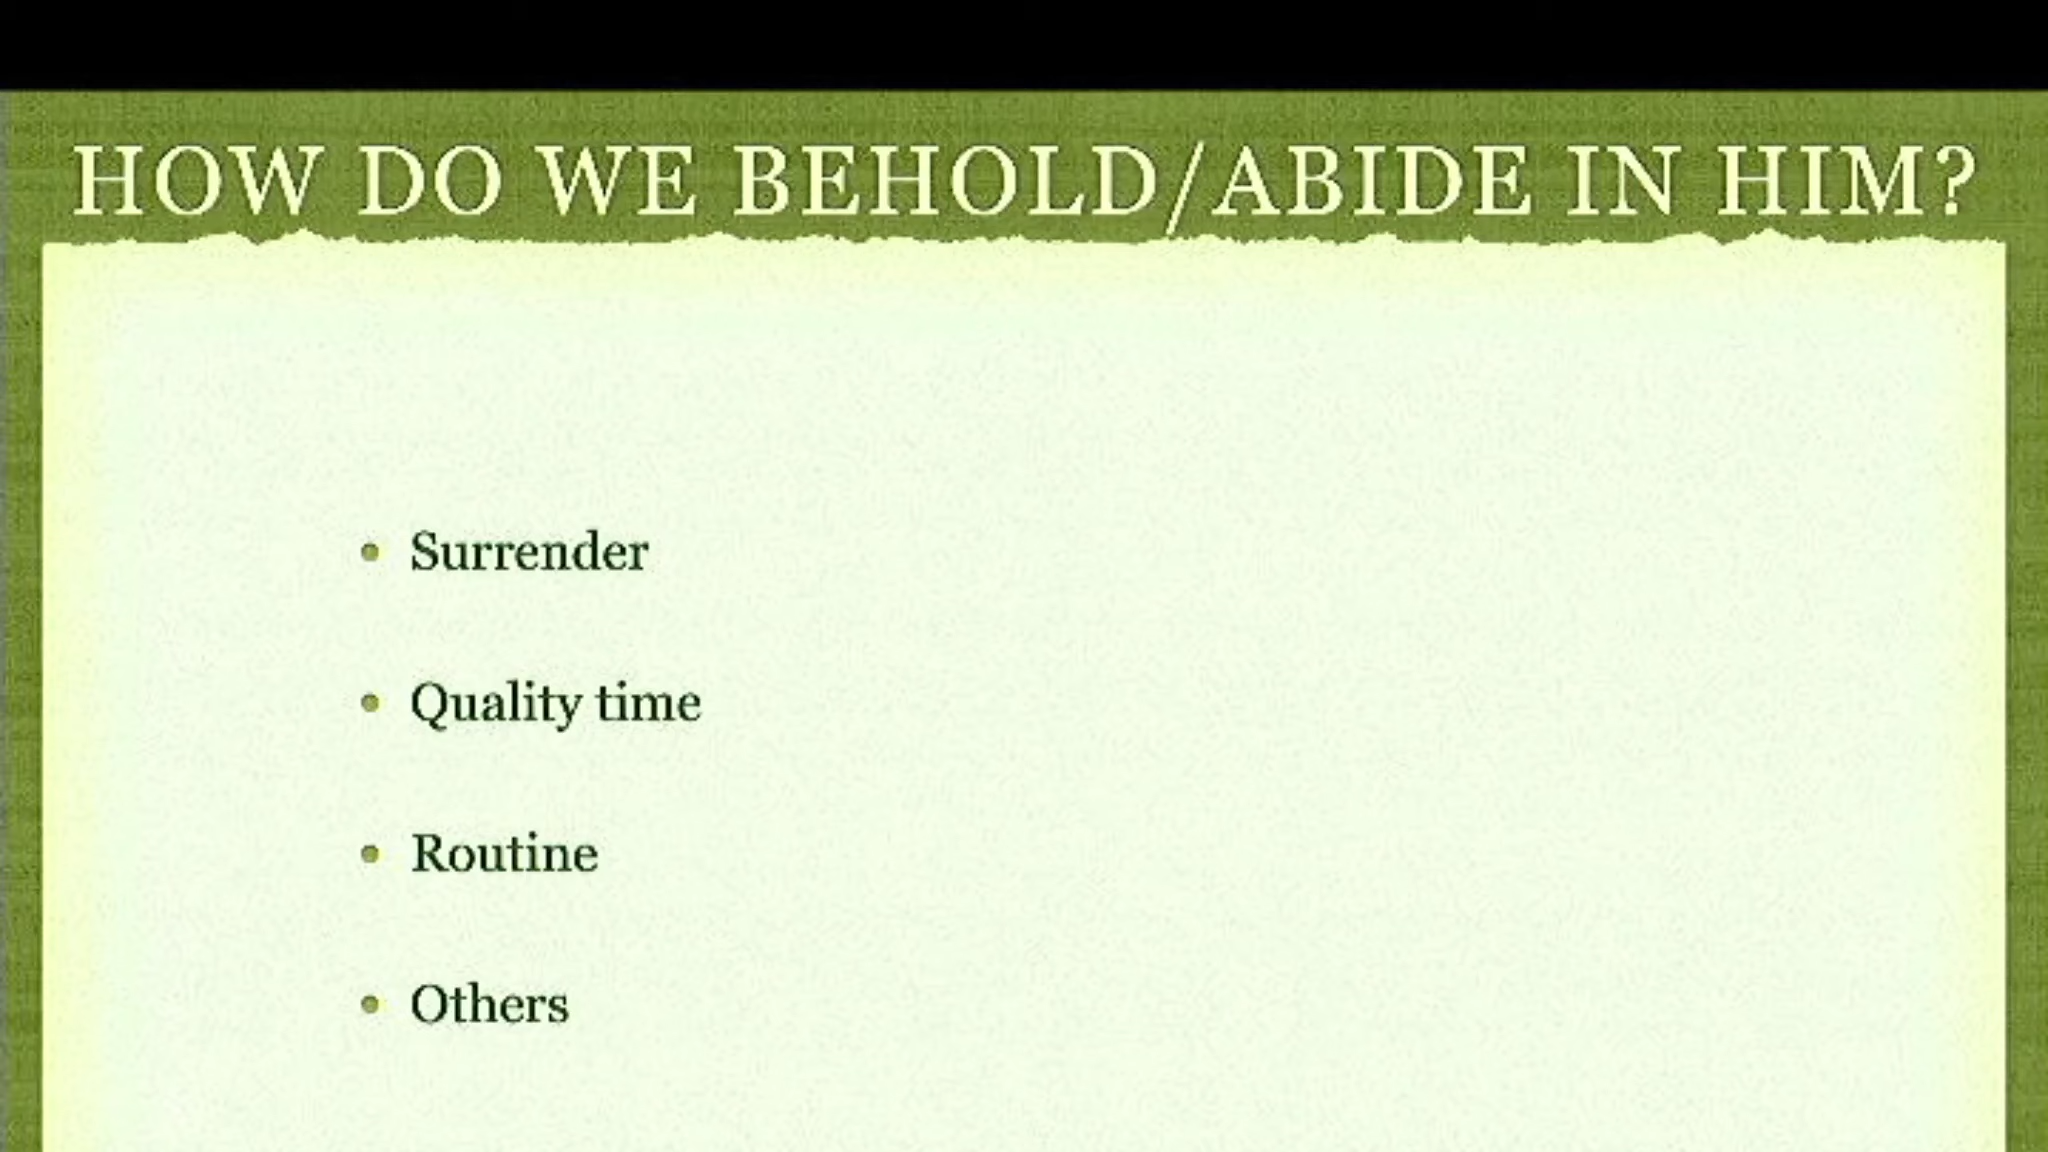 HOW DO WE BEHOLD/ABIDE IN HIM?
• Surrender
• Quality time
• Routine
• Others